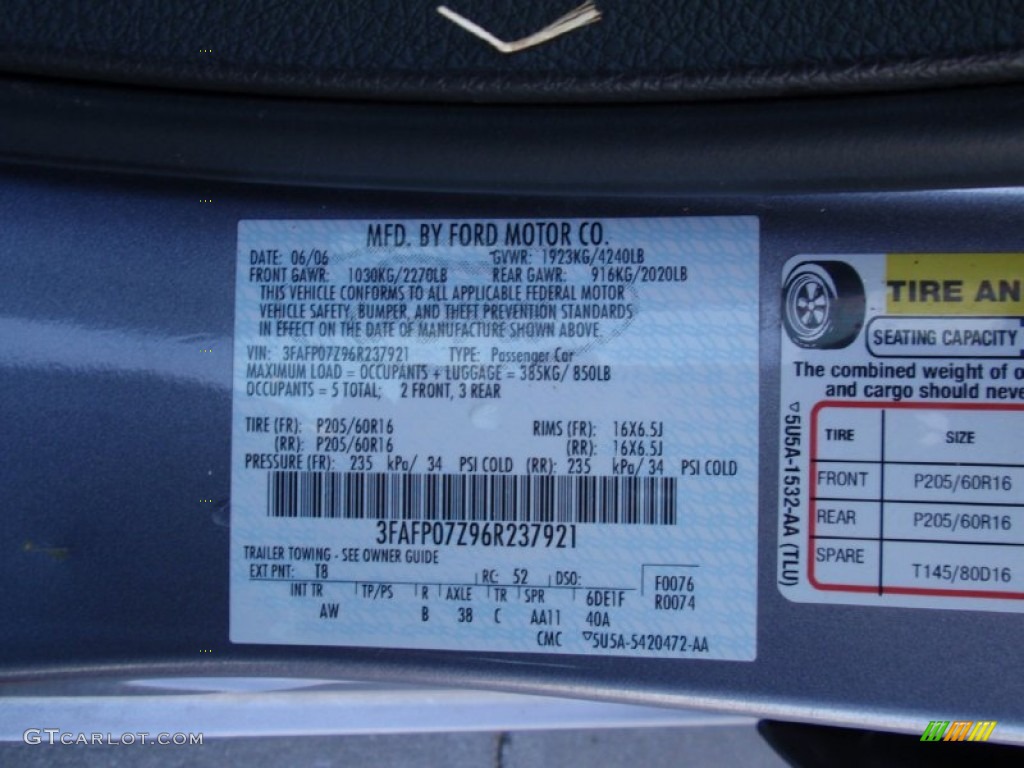 MFD. BY FORD MOTOR CO.
DATE: 06/06 GVWR: 1923KG/4240LB
FRONT GAWR: 1030KG/2270LB REAR GAWR: 916KG/2020LB
THIS VEHICLE CONFORMS TO ALL APPLICABLE FEDERAL MOTOR
VEHICLE SAFETY, BUMPER, AND THEFT PREVENTION STANDARDS
IN EFFECT ON THE DATE OF MANUFACTURE SHOWN ABOVE.
VIN: 3FAFP07Z96R237921 TYPE: Passenger Car
MAXIMUM LOAD = OCCUPANTS + LUGGAGE = 385KG/ 850LB
OCCUPANTS = 5 TOTAL; 2 FRONT, 3 REAR
TIRE (FR): P205/60R16 RIMS (FR): 16X6.5J
(RR): P205/60R16 (RR): 16X6.5J
PRESSURE (FR): 235 kPa/ 34 PSI COLD (RR): 235 kPa/ 34 PSI COLD
3FAFP07Z96R237921
TRAILER TOWING - SEE OWNER GUIDE
EXT PNT: T8 RC: 52 DSO: F0076
INT TR TP/PS R AXLE TR SPR 6DE1F R0074
AW B 38 C AA11 40A
CMC ▽5U5A-5420472-AA
TIRE AN
SEATING CAPACITY
The combined weight of o
and cargo should neve
TIRE SIZE
FRONT P205/60R16
REAR P205/60R16
SPARE T145/80D16
▽5U5A-1532-AA (TLU)
GTCARLOT.COM